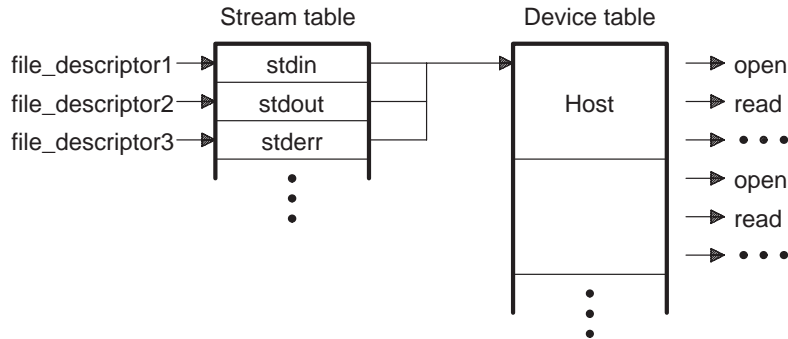 Stream table
Device table
file_descriptor1
stdin
open
file_descriptor2
stdout
Host
read
file_descriptor3
stderr
open
read